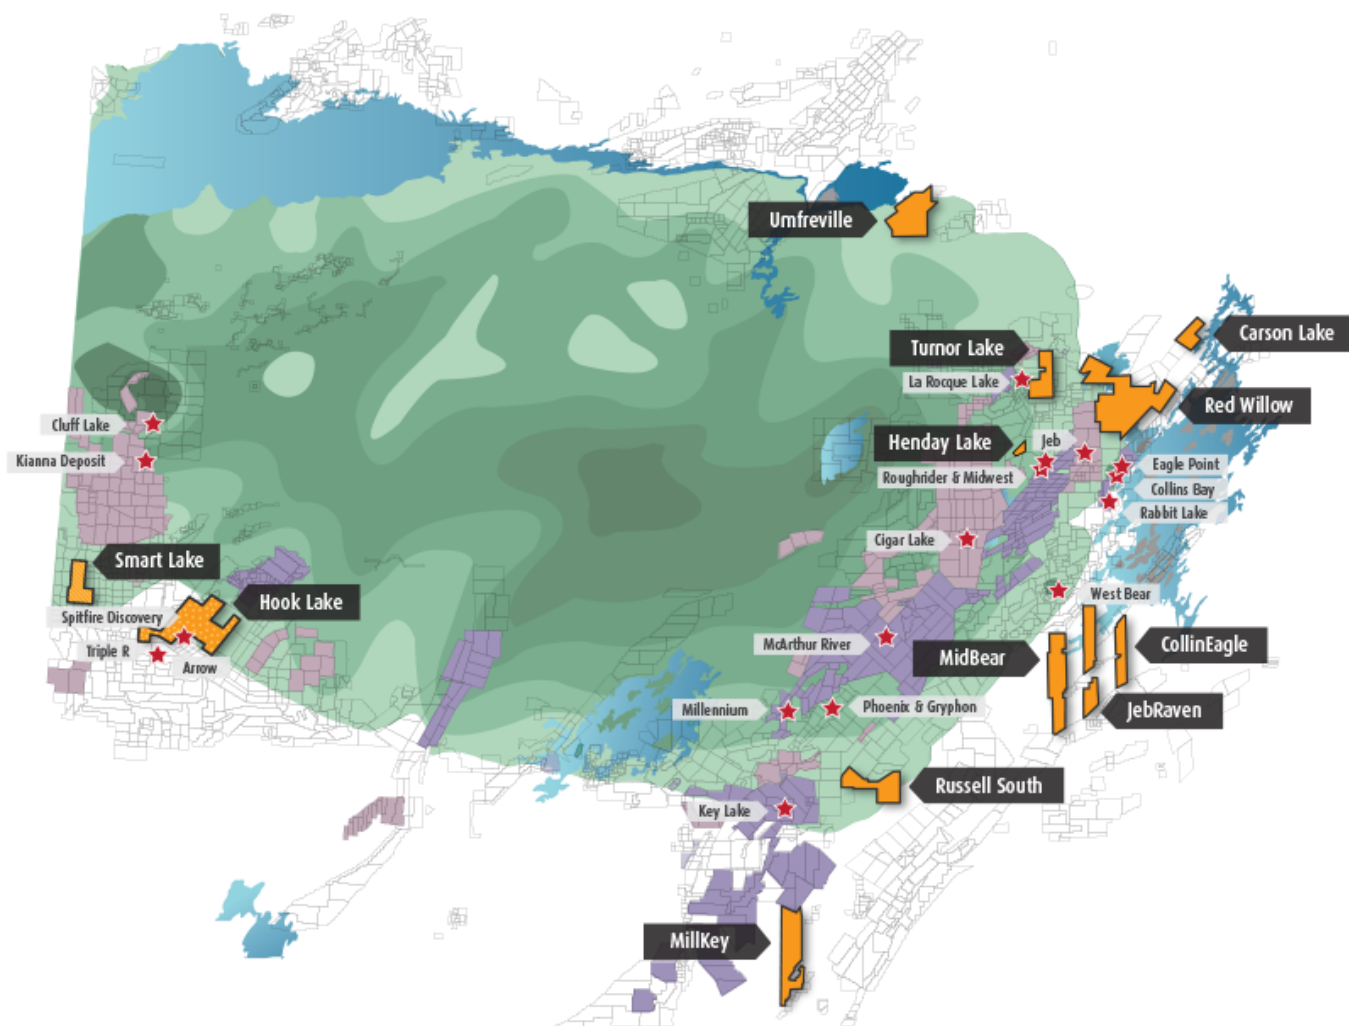 Umfreville
Carson Lake
Turnor Lake
La Rocque Lake
Red Willow
Cluff Lake
Henday Lake
Jeb
Kianna Deposit
Eagle Point
Roughrider & Midwest
Collins Bay
Rabbit Lake
Cigar Lake
Smart Lake
West Bear
Hook Lake
Spitfire Discovery
McArthur River
CollinEagle
Triple R
MidBear
Arrow
Millennium
Phoenix & Gryphon
JebRaven
Russell South
Key Lake
MillKey